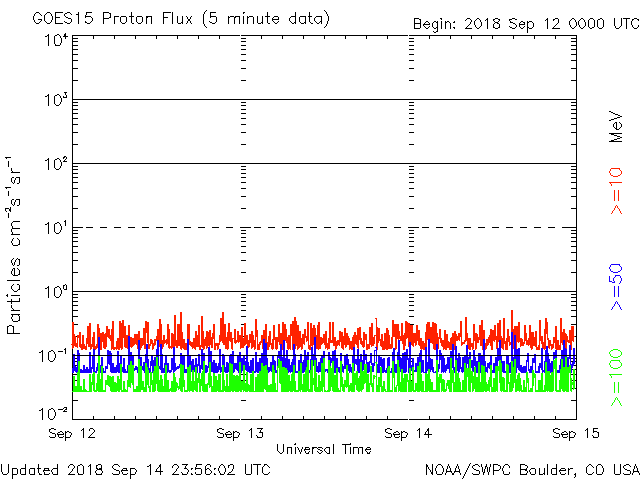 GOES15 Proton Flux (5 minute data)
Begin: 2018 Sep 12 0000 UTC
Particles cm⁻²s⁻¹sr⁻¹
10⁴
10³
10²
10¹
10⁰
10⁻¹
10⁻²
Sep 12
Sep 13
Sep 14
Sep 15
Universal Time
MeV
>=10
>=50
>=100
Updated 2018 Sep 14 23:56:02 UTC
NOAA/SWPC Boulder, CO USA